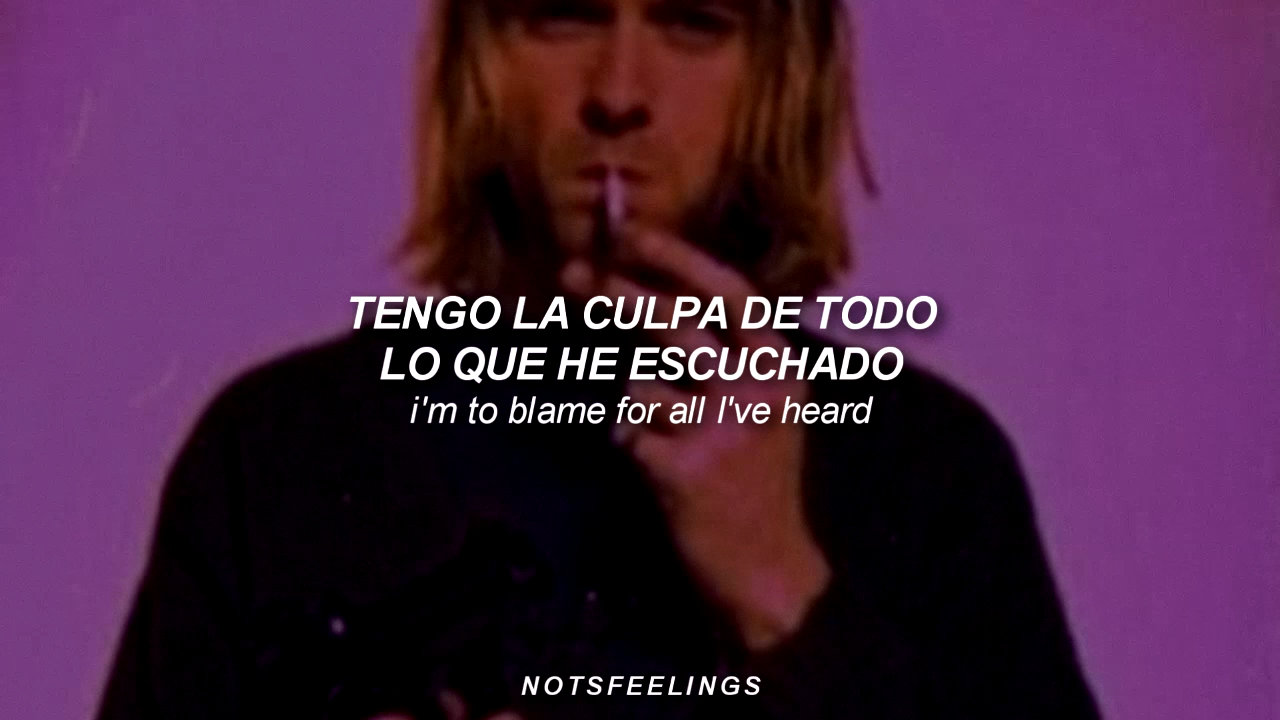 TENGO LA CULPA DE TODO
LO QUE HE ESCUCHADO
i'm to blame for all I've heard
NOTSFEELINGS